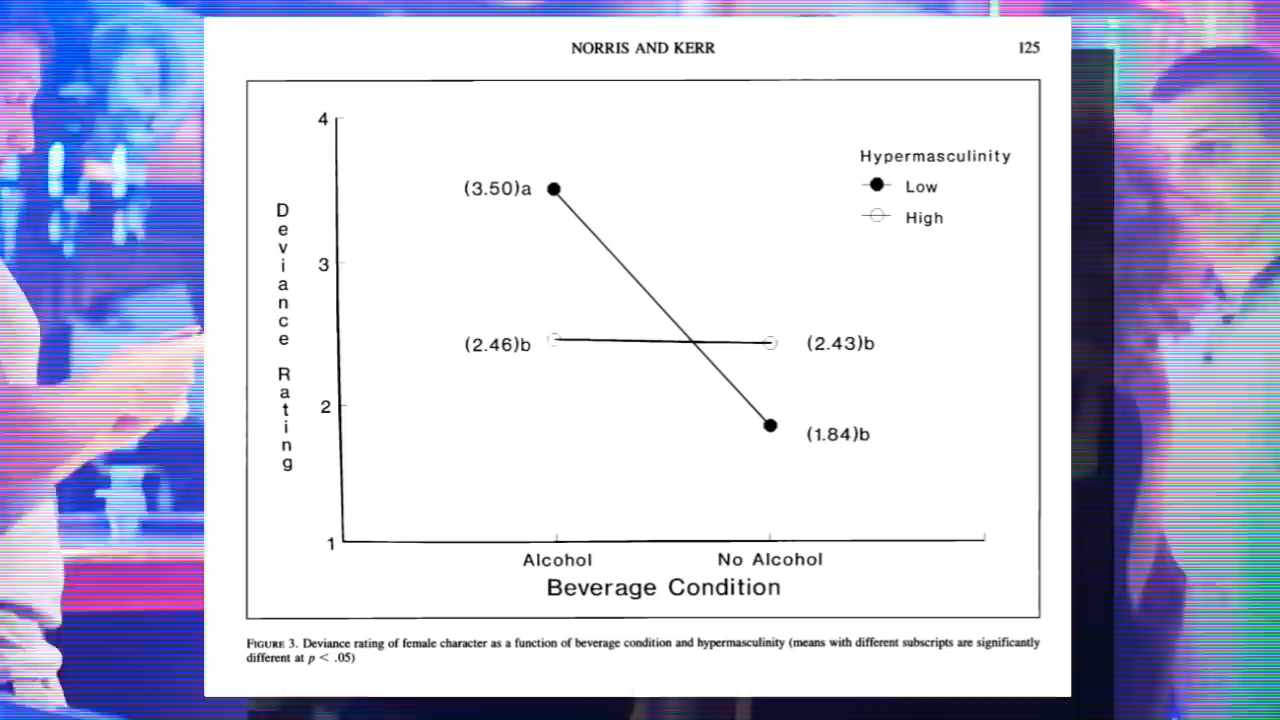 NORRIS AND KERR 125
4
(3.50)a
Hypermasculinity
Low
High
Deviance Rating
3
(2.46)b
(2.43)b
2
(1.84)b
1
Alcohol No Alcohol
Beverage Condition
FIGURE 3. Deviance rating of female character as a function of beverage condition and hypermasculinity (means with different subscripts are significantly
different at p < .05)